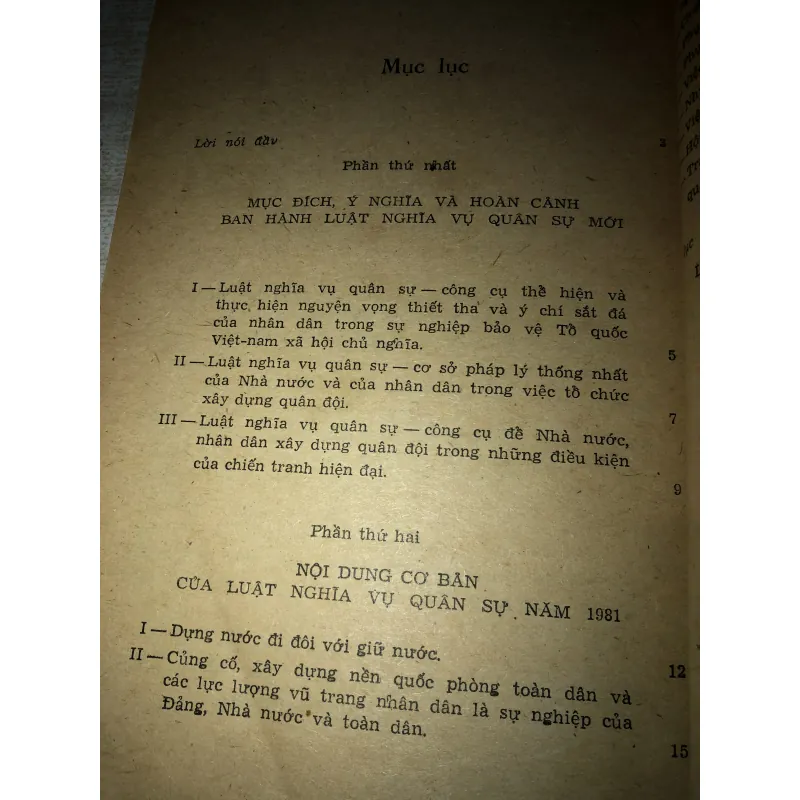 Mục lục
Lời nói đầu 3
Phần thứ nhất
MỤC ĐÍCH, Ý NGHĨA VÀ HOÀN CẢNH
BAN HÀNH LUẬT NGHĨA VỤ QUÂN SỰ MỚI
I — Luật nghĩa vụ quân sự — công cụ thể hiện và
thực hiện nguyện vọng thiết tha và ý chí sắt đá
của nhân dân trong sự nghiệp bảo vệ Tổ quốc
Việt-nam xã hội chủ nghĩa. 5
II — Luật nghĩa vụ quân sự — cơ sở pháp lý thống nhất
của Nhà nước và của nhân dân trong việc tổ chức
xây dựng quân đội. 7
III — Luật nghĩa vụ quân sự — công cụ để Nhà nước,
nhân dân xây dựng quân đội trong những điều kiện
của chiến tranh hiện đại. 9
Phần thứ hai
NỘI DUNG CƠ BẢN
CỦA LUẬT NGHĨA VỤ QUÂN SỰ NĂM 1981
I — Dựng nước đi đôi với giữ nước. 12
II — Củng cố, xây dựng nền quốc phòng toàn dân và
các lực lượng vũ trang nhân dân là sự nghiệp của
Đảng, Nhà nước và toàn dân. 15